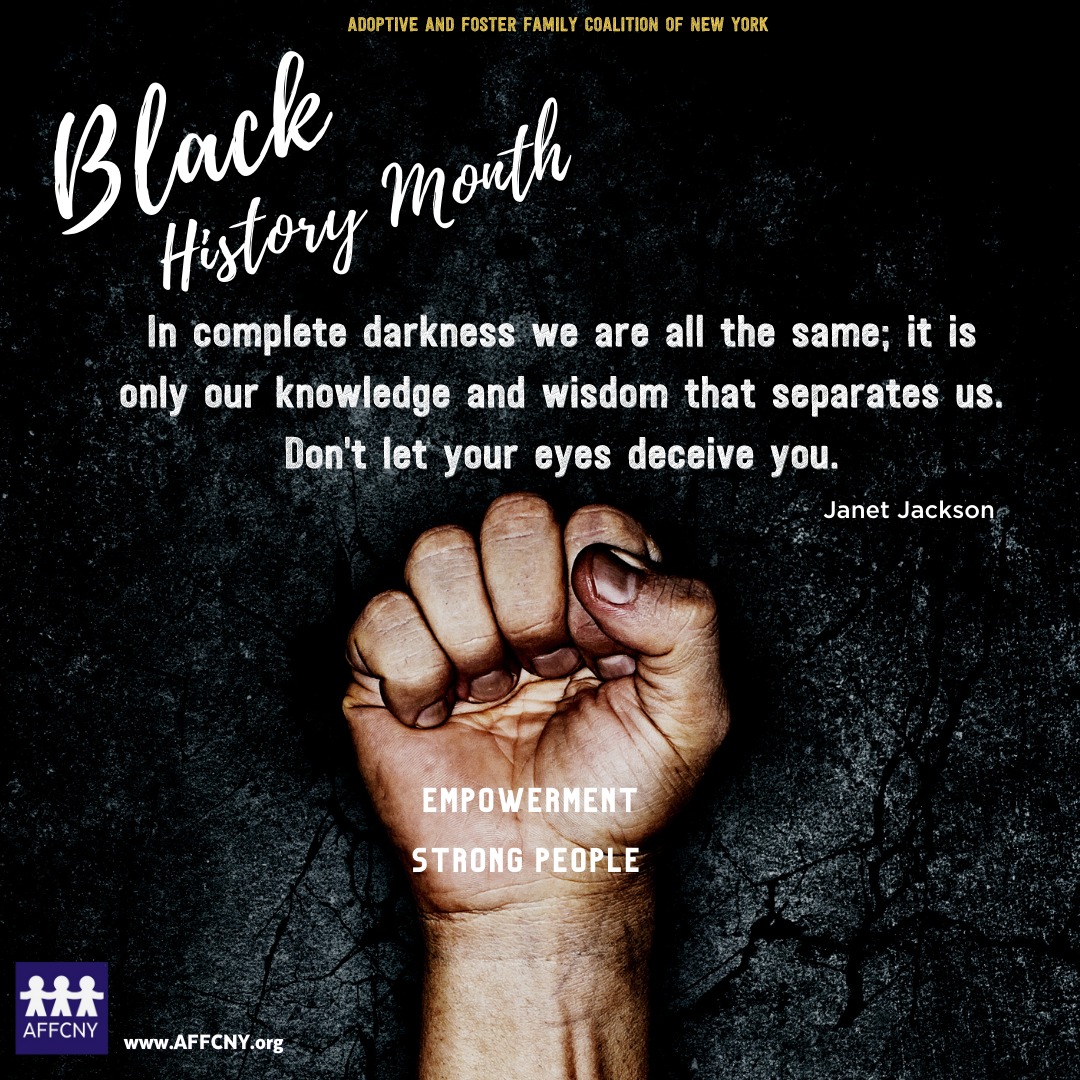 ADOPTIVE AND FOSTER FAMILY COALITION OF NEW YORK
Black
History Month
In complete darkness we are all the same; it is
only our knowledge and wisdom that separates us.
Don't let your eyes deceive you.
Janet Jackson
EMPOWERMENT
STRONG PEOPLE
AFFCNY
www.AFFCNY.org